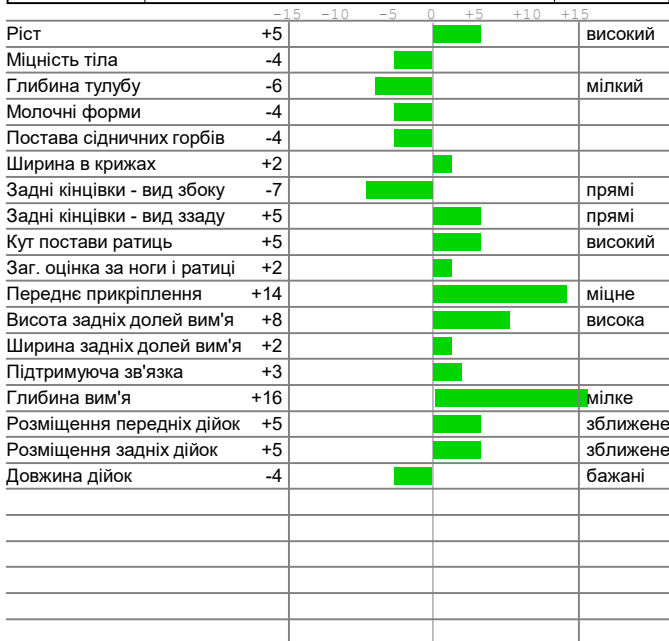 -15 -10 -5 0 +5 +10 +15
Ріст +5 високий
Міцність тіла -4
Глибина тулубу -6 мілкий
Молочні форми -4
Постава сідничних горбів -4
Ширина в крижах +2
Задні кінцівки - вид збоку -7 прямі
Задні кінцівки - вид ззаду +5 прямі
Кут постави ратиць +5 високий
Заг. оцінка за ноги і ратиці +2
Переднє прикріплення +14 міцне
Висота задніх долей вим'я +8 висока
Ширина задніх долей вим'я +2
Підтримуюча зв'язка +3
Глибина вим'я +16 мілке
Розміщення передніх дійок +5 зближене
Розміщення задніх дійок +5 зближене
Довжина дійок -4 бажані